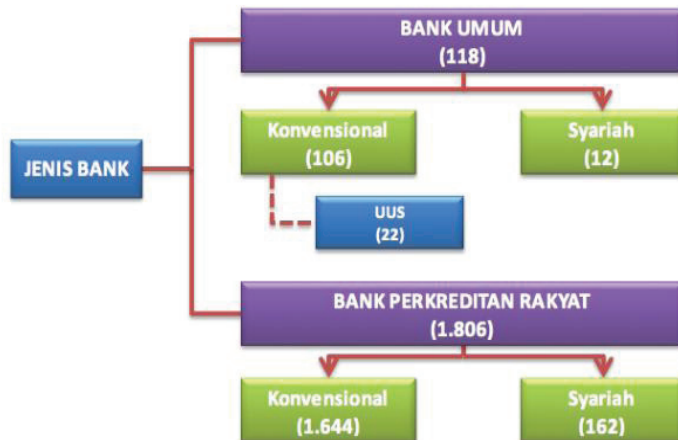 BANK UMUM
(118)
Konvensional
(106)
Syariah
(12)
JENIS BANK
UUS
(22)
BANK PERKREDITAN RAKYAT
(1.806)
Konvensional
(1.644)
Syariah
(162)